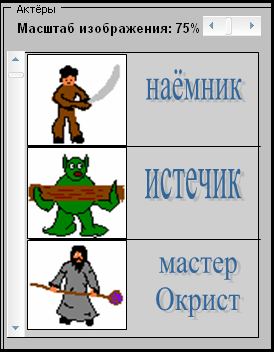 Актёры
Масштаб изображения: 75%
наёмник
истечик
мастер
Окрист